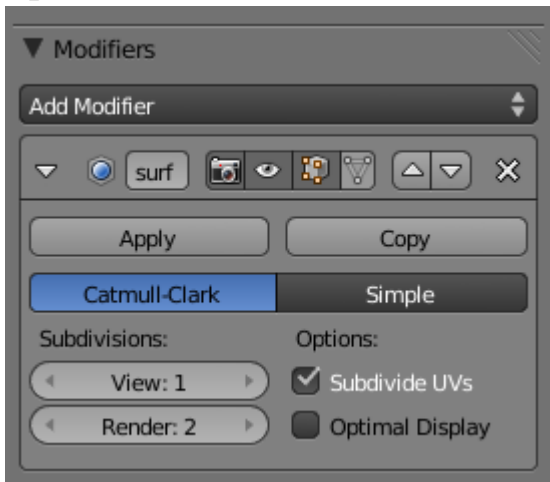 Modifiers
Add Modifier
surf
Apply Copy
Catmull-Clark Simple
Subdivisions: Options:
View: 1 Subdivide UVs
Render: 2 Optimal Display